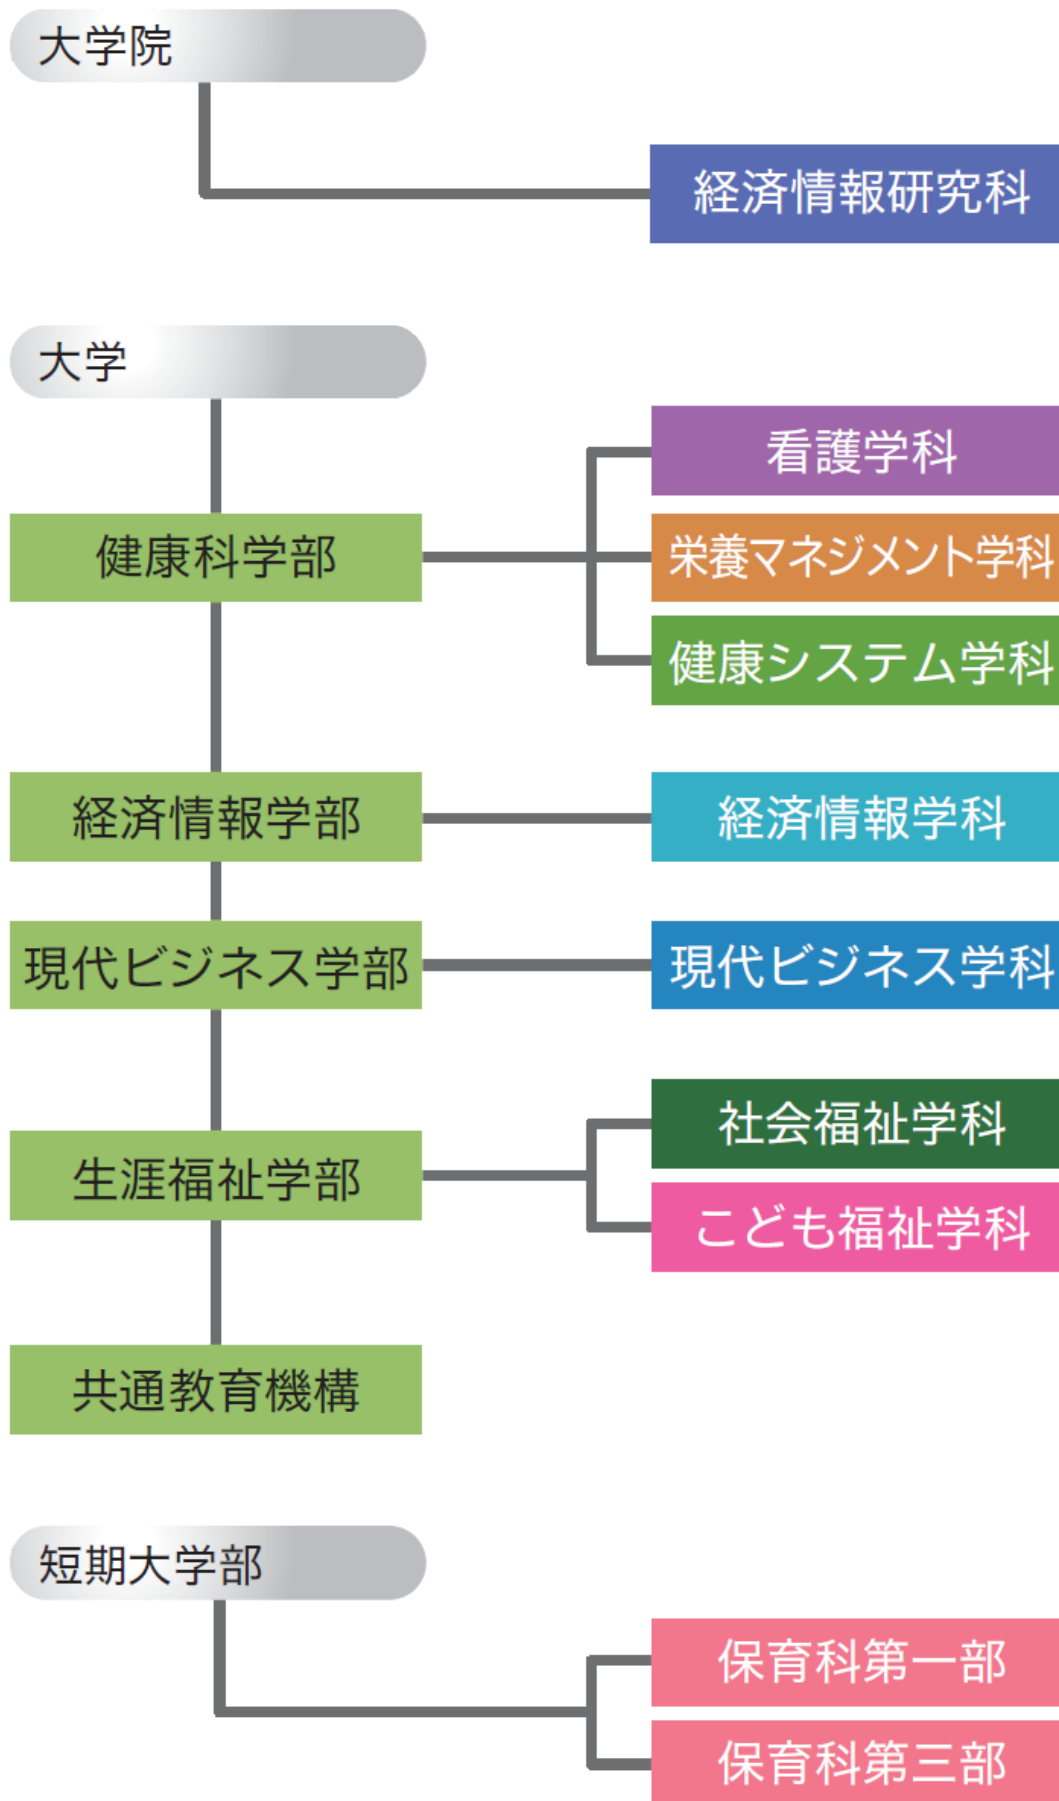 大学院
経済情報研究科
大学
健康科学部
看護学科
栄養マネジメント学科
健康システム学科
経済情報学部
経済情報学科
現代ビジネス学部
現代ビジネス学科
生涯福祉学部
社会福祉学科
こども福祉学科
共通教育機構
短期大学部
保育科第一部
保育科第三部